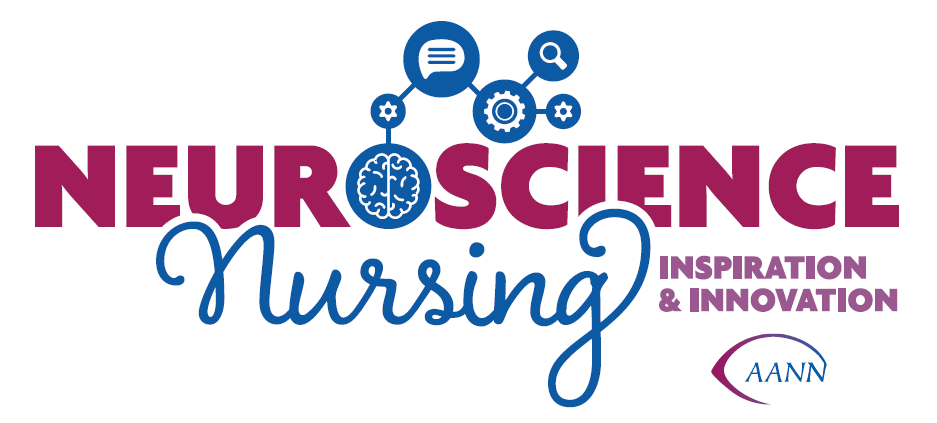 NEUROSCIENCE
Nursing
INSPIRATION
& INNOVATION
AANN